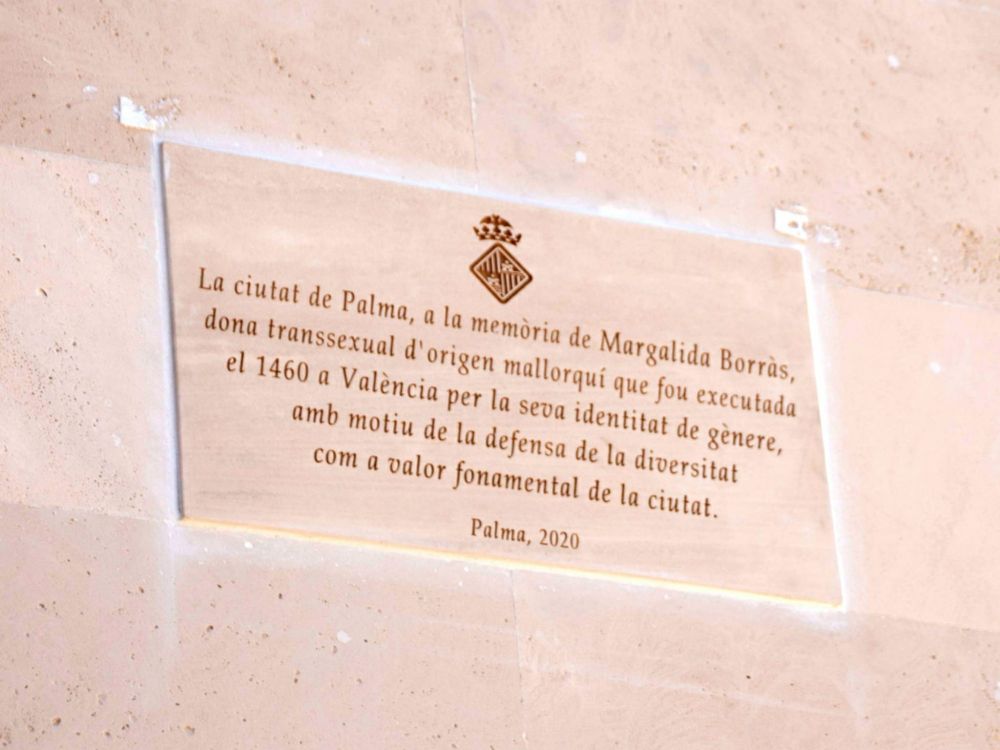 La ciutat de Palma, a la memòria de Margalida Borràs,
dona transsexual d'origen mallorquí que fou executada
el 1460 a València per la seva identitat de gènere,
amb motiu de la defensa de la diversitat
com a valor fonamental de la ciutat.
Palma, 2020